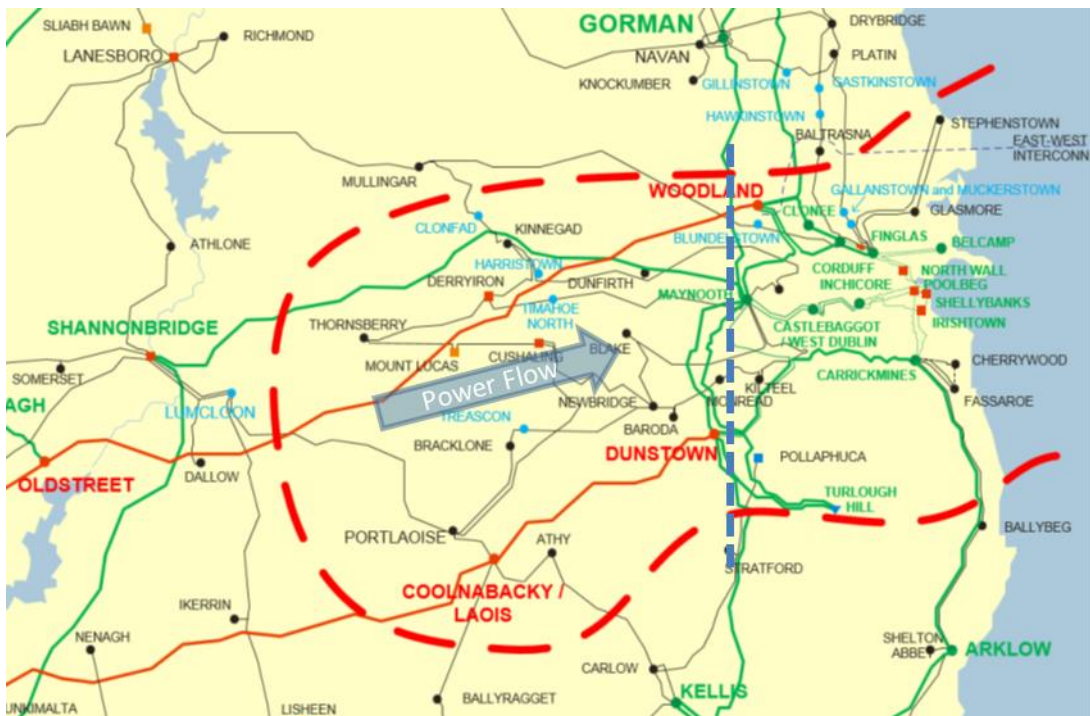 SLIABH BAWN
RICHMOND
LANESBORO
GORMAN
DRYBRIDGE
NAVAN
PLATIN
KNOCKUMBER
GILLINSTOWN
GASTKINSTOWN
HAWKINSTOWN
STEPHENSTOWN
BALTRASNA
EAST-WEST
INTERCONN
MULLINGAR
WOODLAND
GALLANSTOWN and MUCKERSTOWN
CLONFAD
KINNEGAD
CLONEE
GLASMORE
ATHLONE
BLUNDELSTOWN
FINGLAS
BELCAMP
HARRISTOWN
DERRYIRON
DUNFIRTH
CORDUFF
NORTH WALL
INCHICORE
POOLBEG
MAYNOOTH
SHELLYBANKS
TIMAHOE
NORTH
SHANNONBRIDGE
THORNSBERRY
CASTLEBAGGOT
/ WEST DUBLIN
IRISHTOWN
MOUNT LUCAS
CUSHALING
BLAKE
CHERRYWOOD
SOMERSET
CARRICKMINES
Power Flow
KILTEEL
FASSAROE
AGH
LUMCLOON
NEWBRIDGE
MONREAD
TREASCON
BARODA
BRACKLONE
DUNSTOWN
POLLAPHUCA
OLDSTREET
DALLOW
TURLOUGH
HILL
PORTLAOISE
ATHY
BALLYBEG
STRATFORD
COOLNABACKY /
LAOIS
IKERRIN
NENAGH
SHELTON
ABBEY
ARKLOW
CARLOW
BALLYRAGGET
KELLIS
UNKIMALTA
LISHEEN